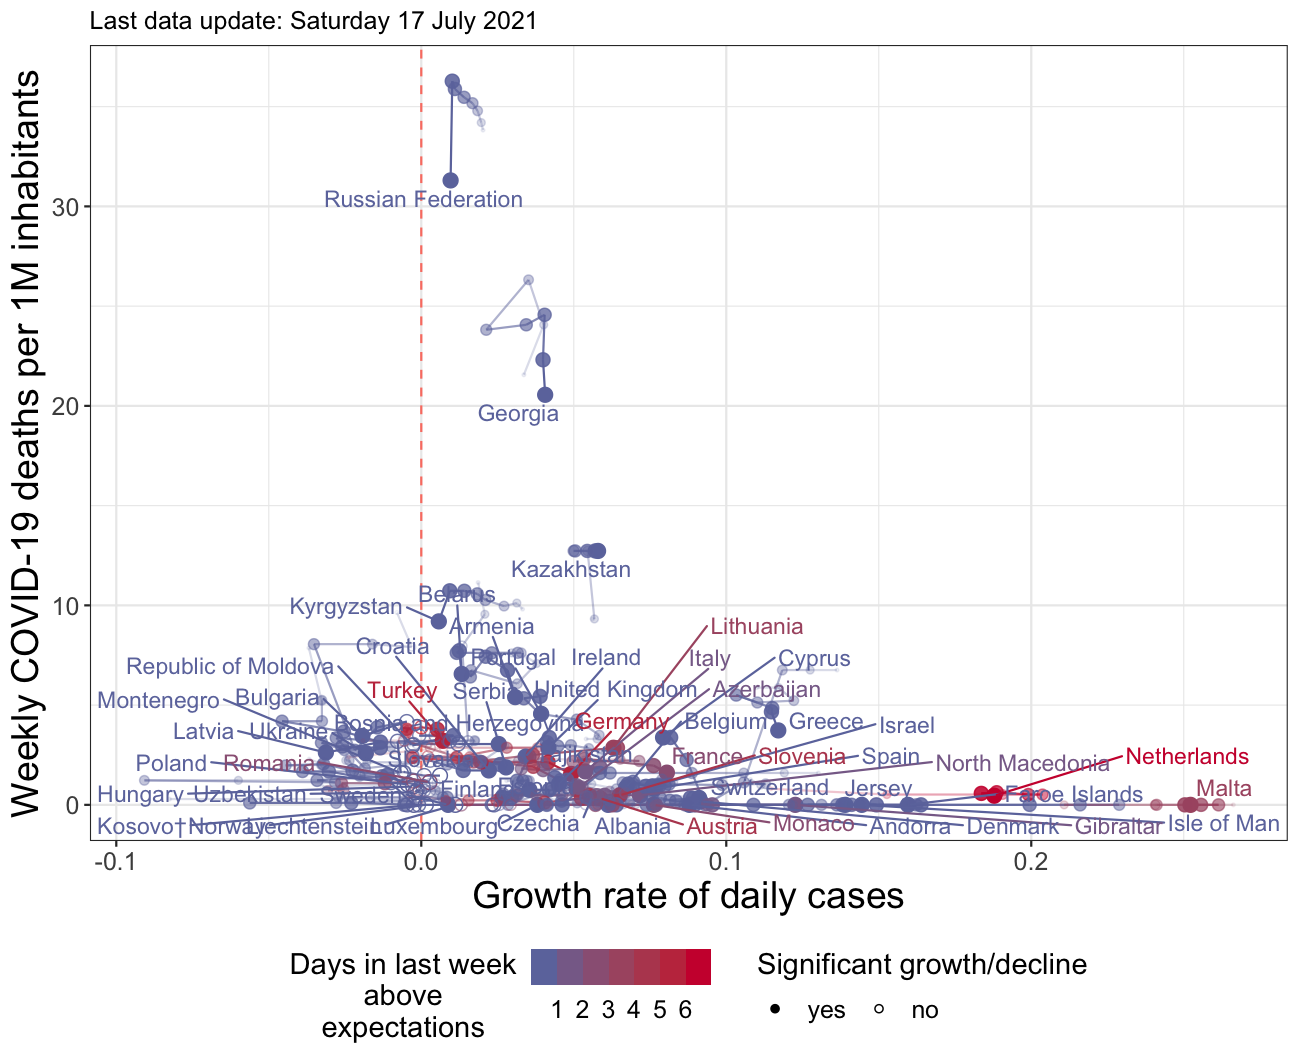 Last data update: Saturday 17 July 2021
Weekly COVID-19 deaths per 1M inhabitants
30
20
10
0
Russian Federation
Georgia
Kazakhstan
Belarus
Kyrgyzstan
Armenia
Lithuania
Croatia
Portugal
Ireland
Italy
Cyprus
Republic of Moldova
Turkey
Serbia
United Kingdom
Azerbaijan
Montenegro
Bulgaria
Bosnia and Herzegovina
Germany
Belgium
Greece
Israel
Latvia
Ukraine
France
Slovenia
Spain
North Macedonia
Netherlands
Poland
Romania
Finland
Switzerland
Jersey
Faroe Islands
Malta
Hungary
Uzbekistan
Sweden
Kosovo†
Norway
Liechtenstein
Luxembourg
Czechia
Albania
Austria
Monaco
Andorra
Denmark
Gibraltar
Isle of Man
-0.1
0.0
0.1
0.2
Growth rate of daily cases
Days in last week
above
expectations
1 2 3 4 5 6
Significant growth/decline
yes
no